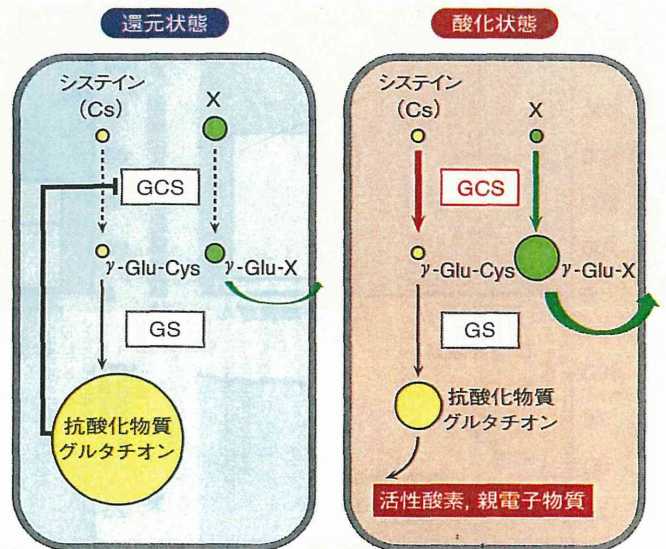 還元状態
システイン
(Cs)
X
GCS
γ-Glu-Cys
γ-Glu-X
GS
抗酸化物質
グルタチオン
酸化状態
システイン
(Cs)
X
GCS
γ-Glu-Cys
γ-Glu-X
GS
抗酸化物質
グルタチオン
活性酸素, 親電子物質